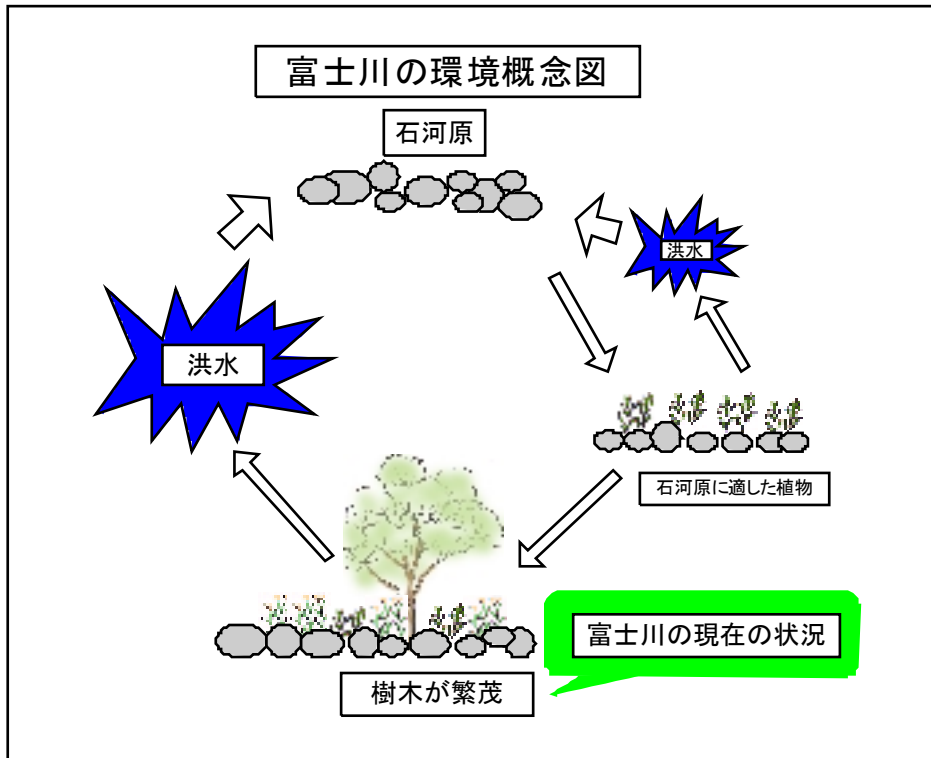 富士川の環境概念図
石河原
洪水
洪水
石河原に適した植物
富士川の現在の状況
樹木が繁茂